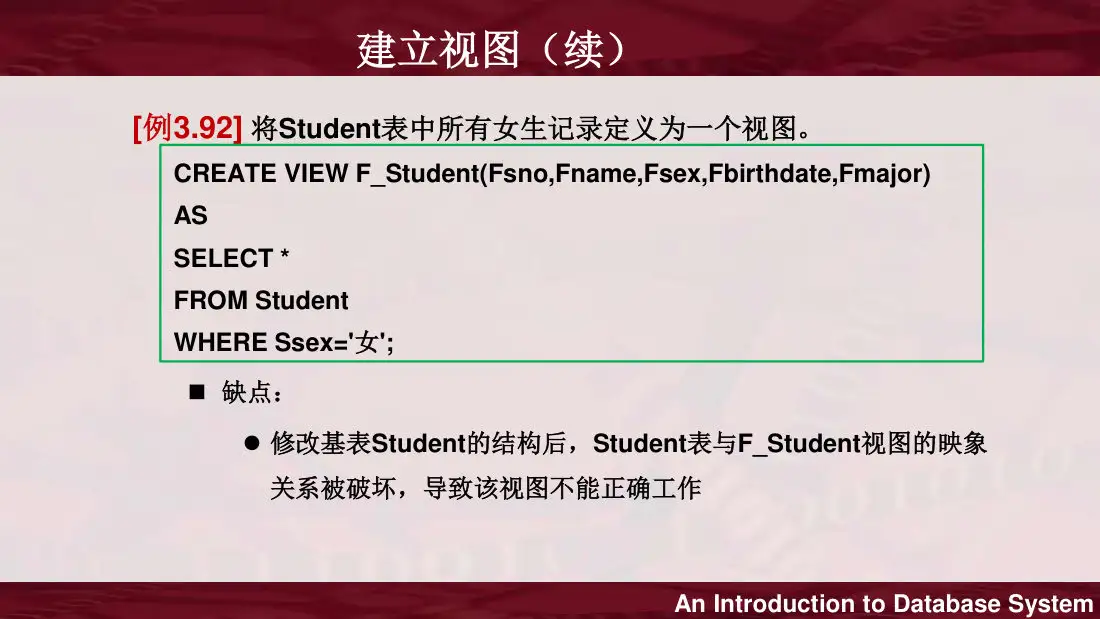 建立视图（续）
[例3.92] 将Student表中所有女生记录定义为一个视图。
CREATE VIEW F_Student(Fsno,Fname,Fsex,Fbirthdate,Fmajor)
AS
SELECT *
FROM Student
WHERE Ssex='女';
缺点：
修改基表Student的结构后，Student表与F_Student视图的映象
关系被破坏，导致该视图不能正确工作
An Introduction to Database System